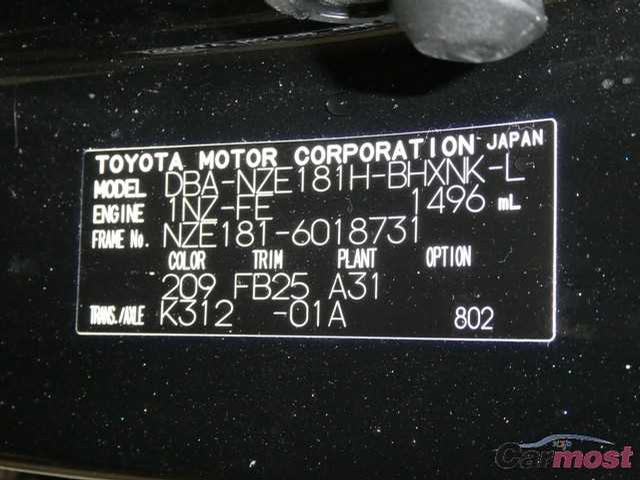 TOYOTA MOTOR CORPORATION JAPAN
MODEL DBA-NZE181H-BHXNK-L
ENGINE 1NZ-FE 1496 mL
FRAME No. NZE181-6018731
COLOR TRIM PLANT OPTION
209 FB25 A31
TRANS./AXLE K312 -01A 802
Carmost